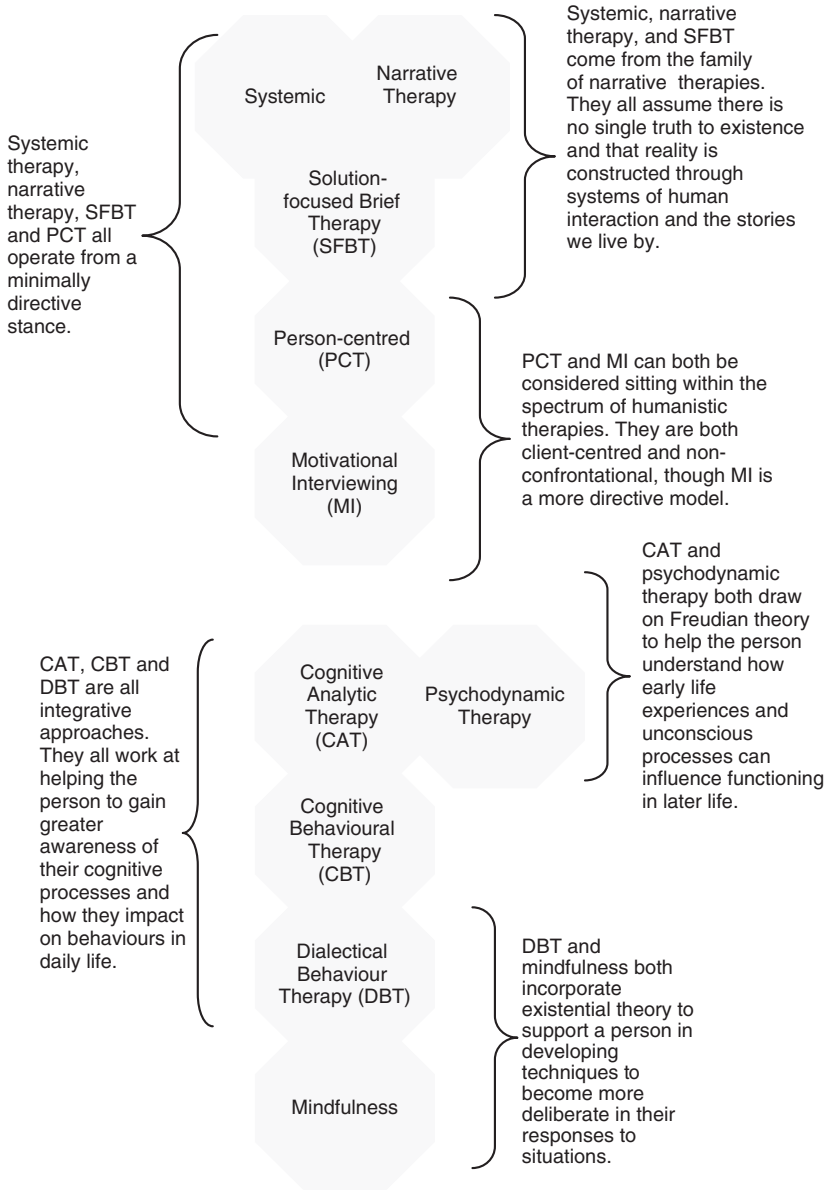 Systemic
Narrative
Therapy
Systemic, narrative
therapy, and SFBT
come from the family
of narrative therapies.
They all assume there is
no single truth to existence
and that reality is
constructed through
systems of human
interaction and the stories
we live by.
Systemic
therapy,
narrative
therapy, SFBT
and PCT all
operate from a
minimally
directive
stance.
Solution-
focused Brief
Therapy
(SFBT)
Person-centred
(PCT)
PCT and MI can both be
considered sitting within the
spectrum of humanistic
therapies. They are both
client-centred and non-
confrontational, though MI is
a more directive model.
Motivational
Interviewing
(MI)
CAT and
psychodynamic
therapy both draw
on Freudian theory
to help the person
understand how
early life
experiences and
unconscious
processes can
influence functioning
in later life.
CAT, CBT and
DBT are all
integrative
approaches.
They all work at
helping the
person to gain
greater
awareness of
their cognitive
processes and
how they impact
on behaviours in
daily life.
Cognitive
Analytic
Therapy
(CAT)
Psychodynamic
Therapy
Cognitive
Behavioural
Therapy
(CBT)
Dialectical
Behaviour
Therapy (DBT)
DBT and
mindfulness both
incorporate
existential theory to
support a person in
developing
techniques to
become more
deliberate in their
responses to
situations.
Mindfulness